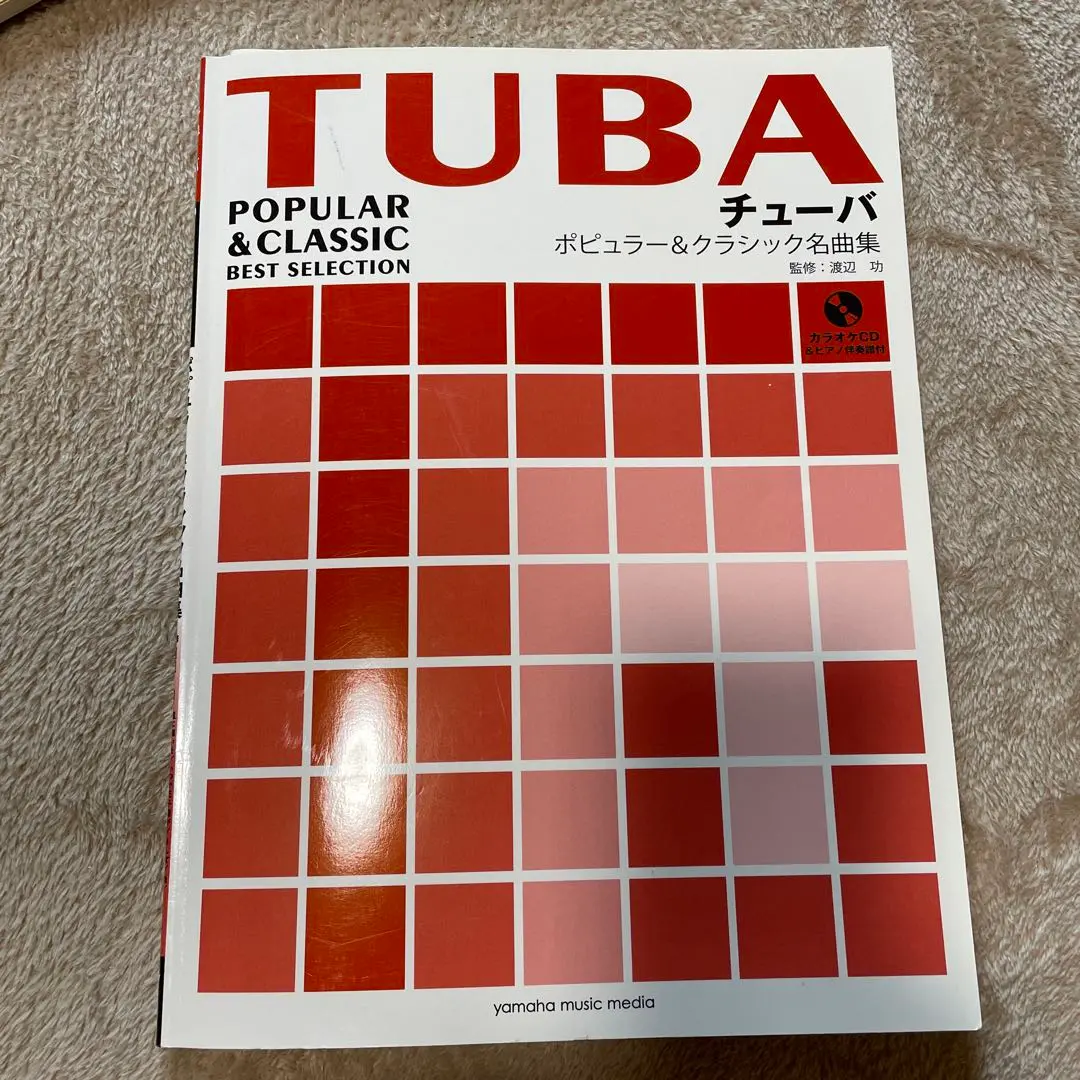 TUBA
POPULAR
& CLASSIC
BEST SELECTION
チューバ
ポピュラー&クラシック名曲集
監修：渡辺 功
カラオケCD
&ピアノ伴奏譜付
yamaha music media